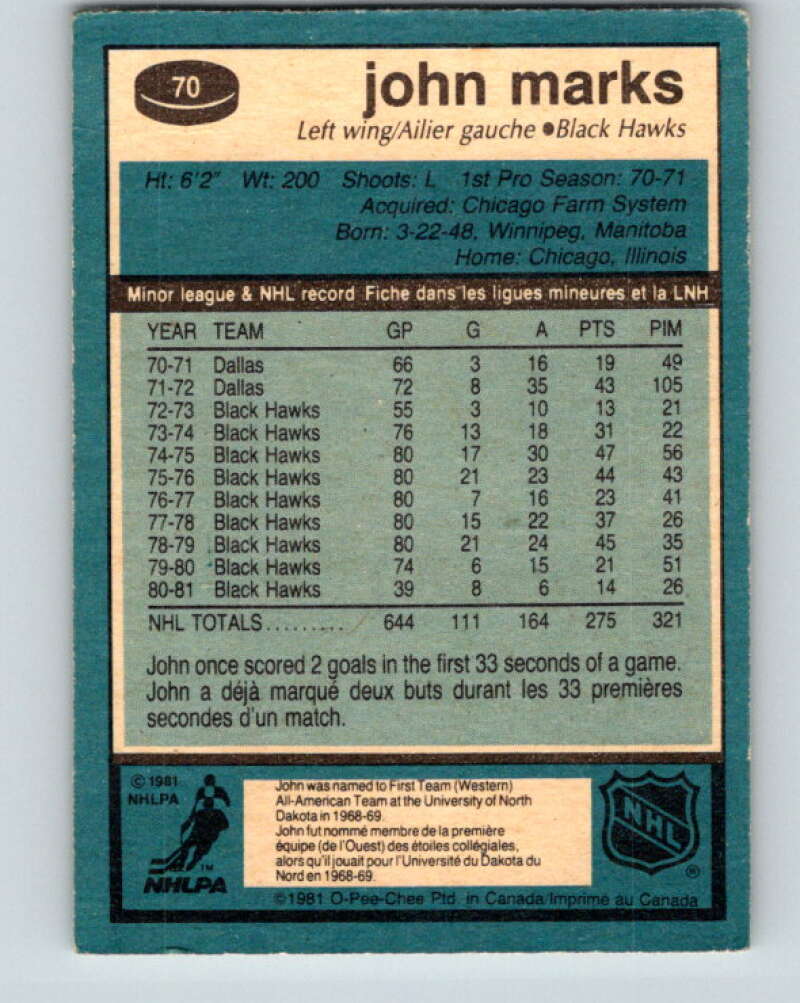 70
john marks
Left wing/Ailier gauche ●Black Hawks
Ht: 6'2" Wt: 200 Shoots: L 1st Pro Season: 70-71
Acquired: Chicago Farm System
Born: 3-22-48, Winnipeg, Manitoba
Home: Chicago, Illinois
Minor league & NHL record Fiche dans les ligues mineures et la LNH
YEAR TEAM GP G A PTS PIM
70-71 Dallas 66 3 16 19 49
71-72 Dallas 72 8 35 43 105
72-73 Black Hawks 55 3 10 13 21
73-74 Black Hawks 76 13 18 31 22
74-75 Black Hawks 80 17 30 47 56
75-76 Black Hawks 80 21 23 44 43
76-77 Black Hawks 80 7 16 23 41
77-78 Black Hawks 80 15 22 37 26
78-79 Black Hawks 80 21 24 45 35
79-80 Black Hawks 74 6 15 21 51
80-81 Black Hawks 39 8 6 14 26
NHL TOTALS......... 644 111 164 275 321
John once scored 2 goals in the first 33 seconds of a game.
John a déjà marqué deux buts durant les 33 premières
secondes d'un match.
© 1981
NHLPA
TM
NHLPA
John was named to First Team (Western)
All-American Team at the University of North
Dakota in 1968-69.
John fut nommé membre de la première
équipe (de l'Ouest) des étoiles collégiales,
alors qu'il jouait pour l'Université du Dakota du
Nord en 1968-69.
NHL
®
©1981 O-Pee-Chee Ptd. in Canada/Imprimé au Canada